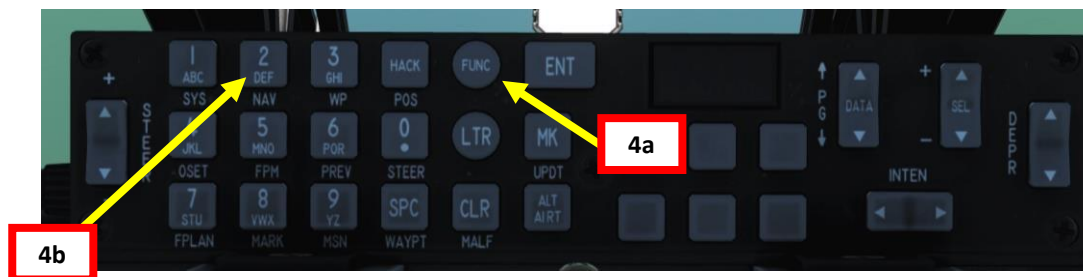 +
STEER
1 ABC
2 DEF
3 GHI
HACK
FUNC
ENT
SYS
NAV
WP
POS
4 JKL
5 MNO
6 POR
0
LTR
MK
OSET
FPM
PREV
STEER
UPDT
7 STU
8 VWX
9 YZ
SPC
CLR
ALT
ALRT
FPLAN
MARK
MSN
WAYPT
MALF
PG
DATA
+
SEL
−
INTEN
DEPR
4a
4b